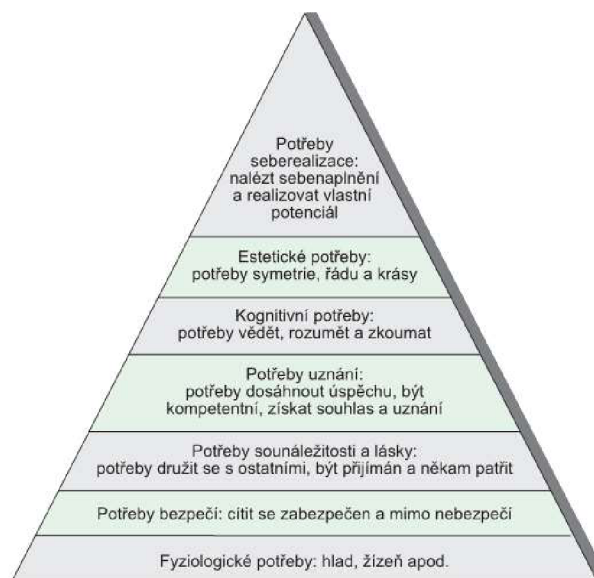 Potřeby
seberealizace:
nalézt sebenaplnění
a realizovat vlastní
potenciál
Estetické potřeby:
potřeby symetrie, řádu a krásy
Kognitivní potřeby:
potřeby vědět, rozumět a zkoumat
Potřeby uznání:
potřeby dosáhnout úspěchu, být
kompetentní, získat souhlas a uznání
Potřeby sounáležitosti a lásky:
potřeby družit se s ostatními, být přijímán a někam patřit
Potřeby bezpečí: cítit se zabezpečen a mimo nebezpečí
Fyziologické potřeby: hlad, žízeň apod.